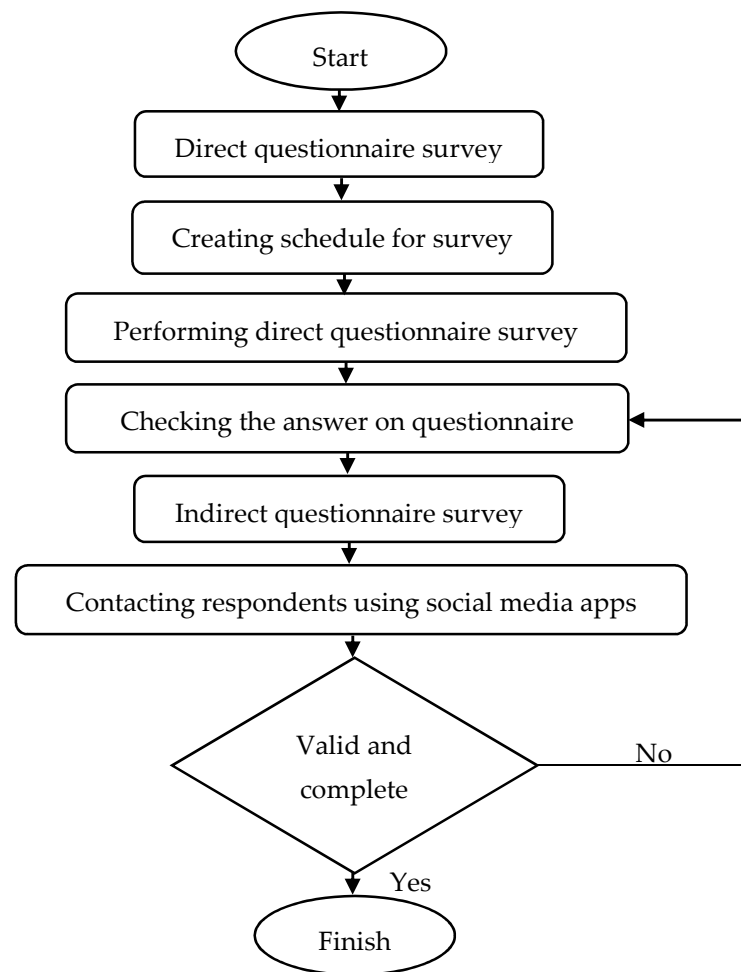 Start
Direct questionnaire survey
Creating schedule for survey
Performing direct questionnaire survey
Checking the answer on questionnaire
Indirect questionnaire survey
Contacting respondents using social media apps
Valid and
complete
No
Yes
Finish